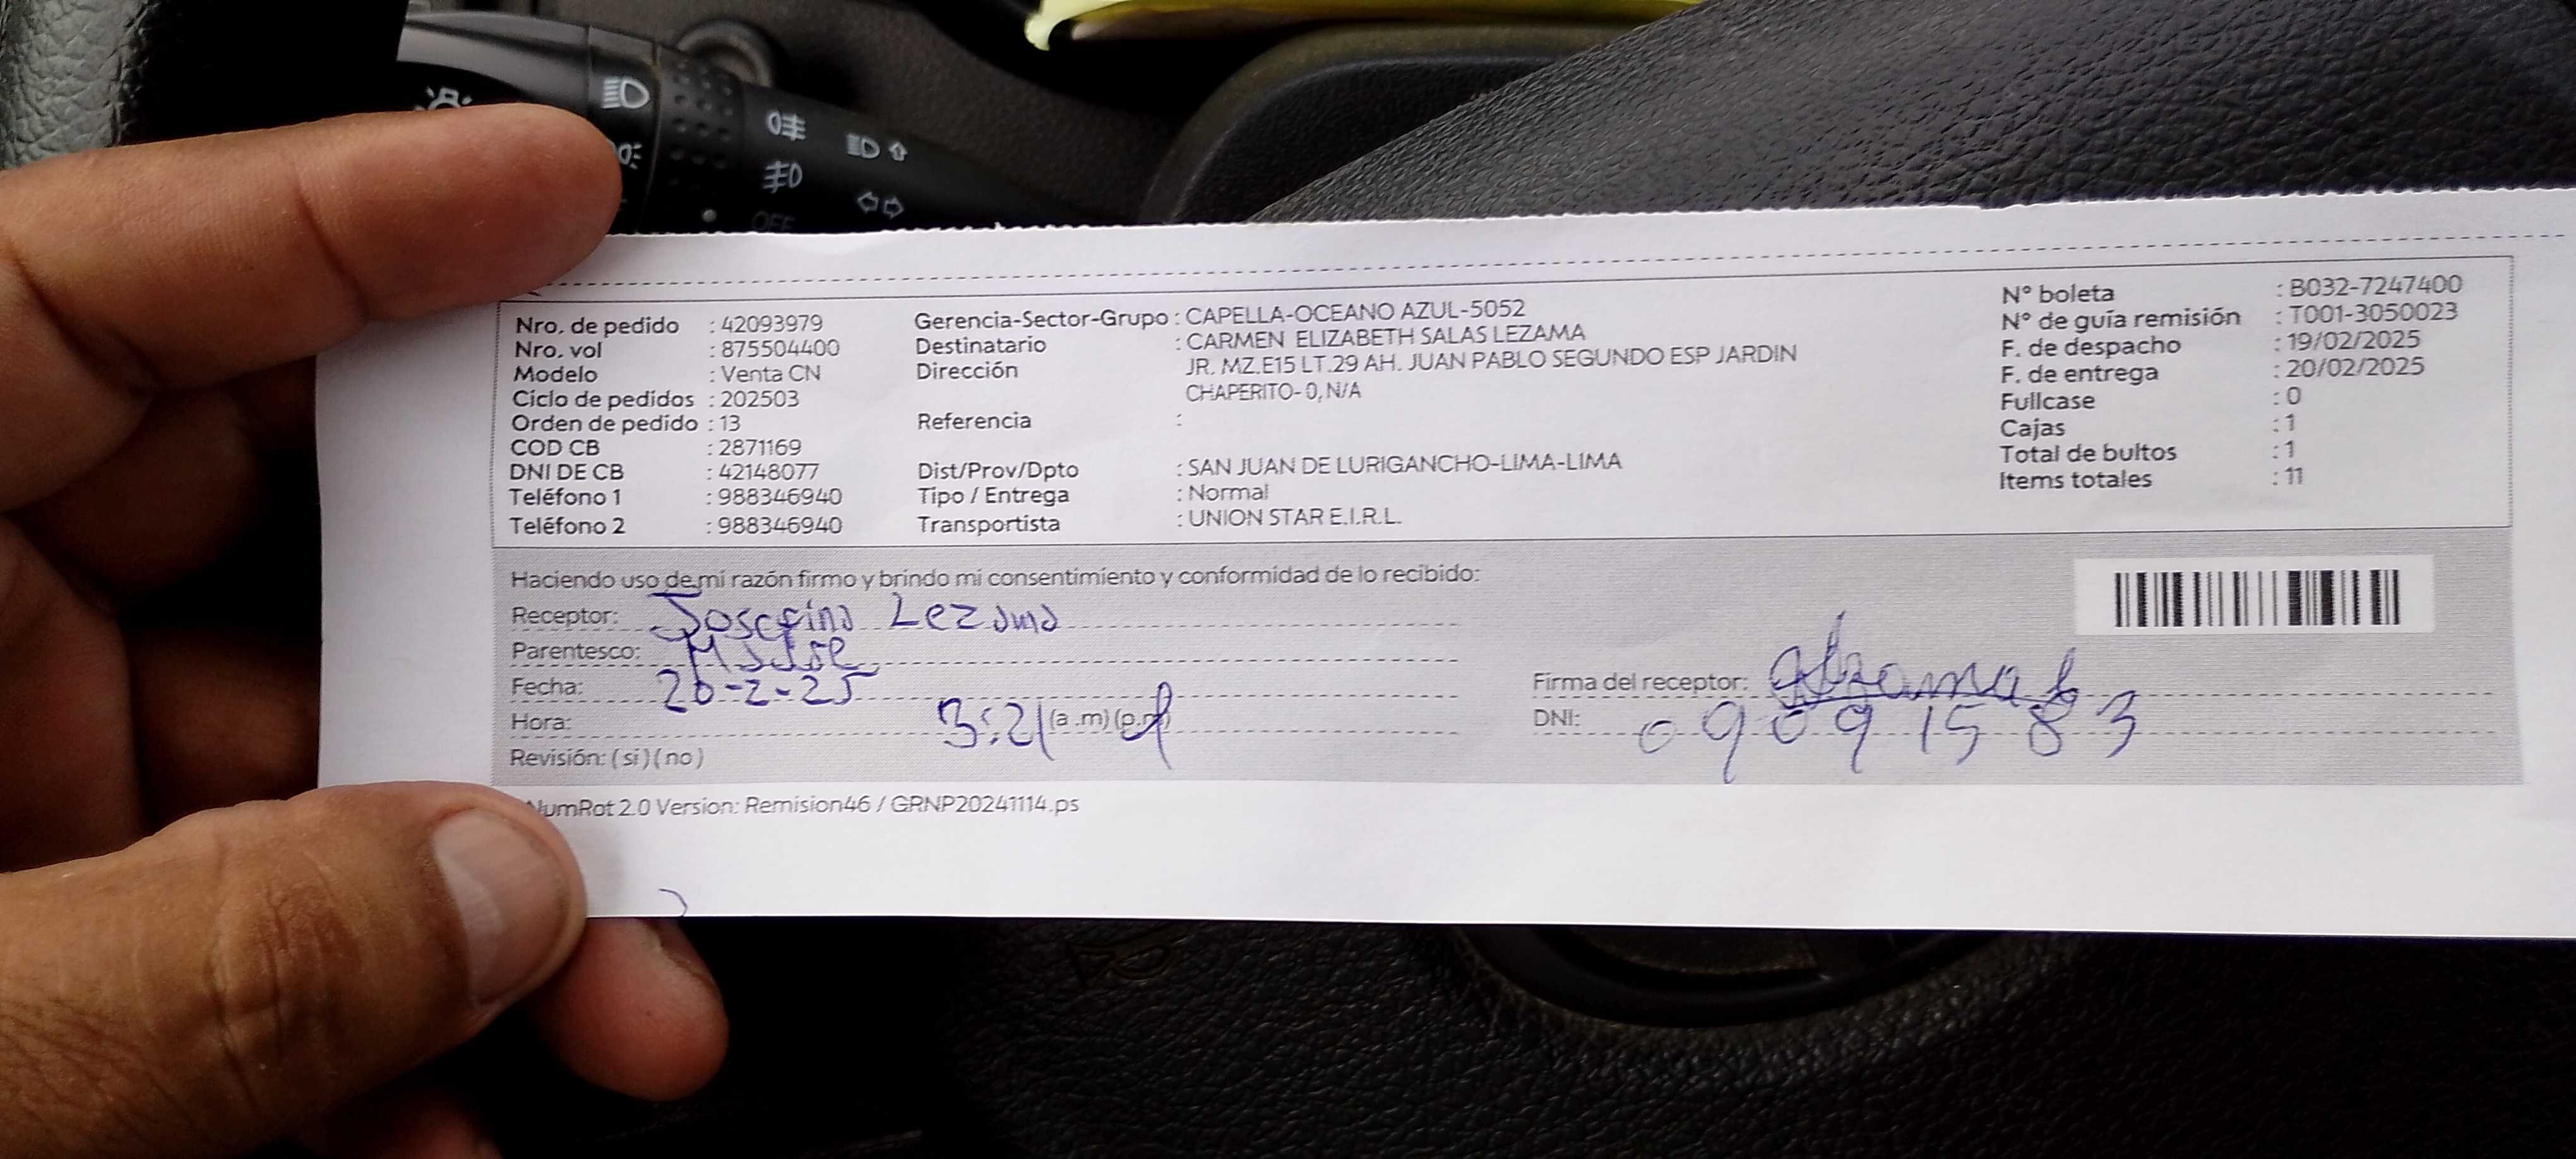 OFF
Nro. de pedido : 42093979
Nro. vol : 875504400
Modelo : Venta CN
Ciclo de pedidos : 202503
Orden de pedido : 13
COD CB : 2871169
DNI DE CB : 42148077
Teléfono 1 : 988346940
Teléfono 2 : 988346940
Gerencia-Sector-Grupo : CAPELLA-OCEANO AZUL-5052
Destinatario : CARMEN ELIZABETH SALAS LEZAMA
Dirección JR. MZ.E15 LT.29 AH. JUAN PABLO SEGUNDO ESP JARDIN
CHAPERITO- 0, N/A
Referencia :
Dist/Prov/Dpto : SAN JUAN DE LURIGANCHO-LIMA-LIMA
Tipo / Entrega : Normal
Transportista : UNION STAR E.I.R.L.
N° boleta : B032-7247400
N° de guía remisión : T001-3050023
F. de despacho : 19/02/2025
F. de entrega : 20/02/2025
Fullcase : 0
Cajas : 1
Total de bultos : 1
Items totales : 11
Haciendo uso de mi razón firmo y brindo mi consentimiento y conformidad de lo recibido:
Receptor: Josefina Lezama
Parentesco: Madre
Fecha: 20-2-25
Hora: 3:21 (a .m) (p.m)
Revisión: ( si ) ( no )
Firma del receptor:
DNI: 09091583
NumRot 2.0 Version: Remision46 / GRNP20241114.ps